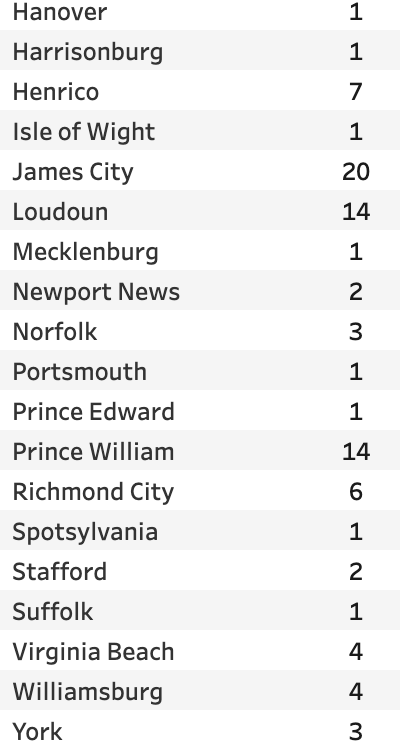 Hanover 1
Harrisonburg 1
Henrico 7
Isle of Wight 1
James City 20
Loudoun 14
Mecklenburg 1
Newport News 2
Norfolk 3
Portsmouth 1
Prince Edward 1
Prince William 14
Richmond City 6
Spotsylvania 1
Stafford 2
Suffolk 1
Virginia Beach 4
Williamsburg 4
York 3